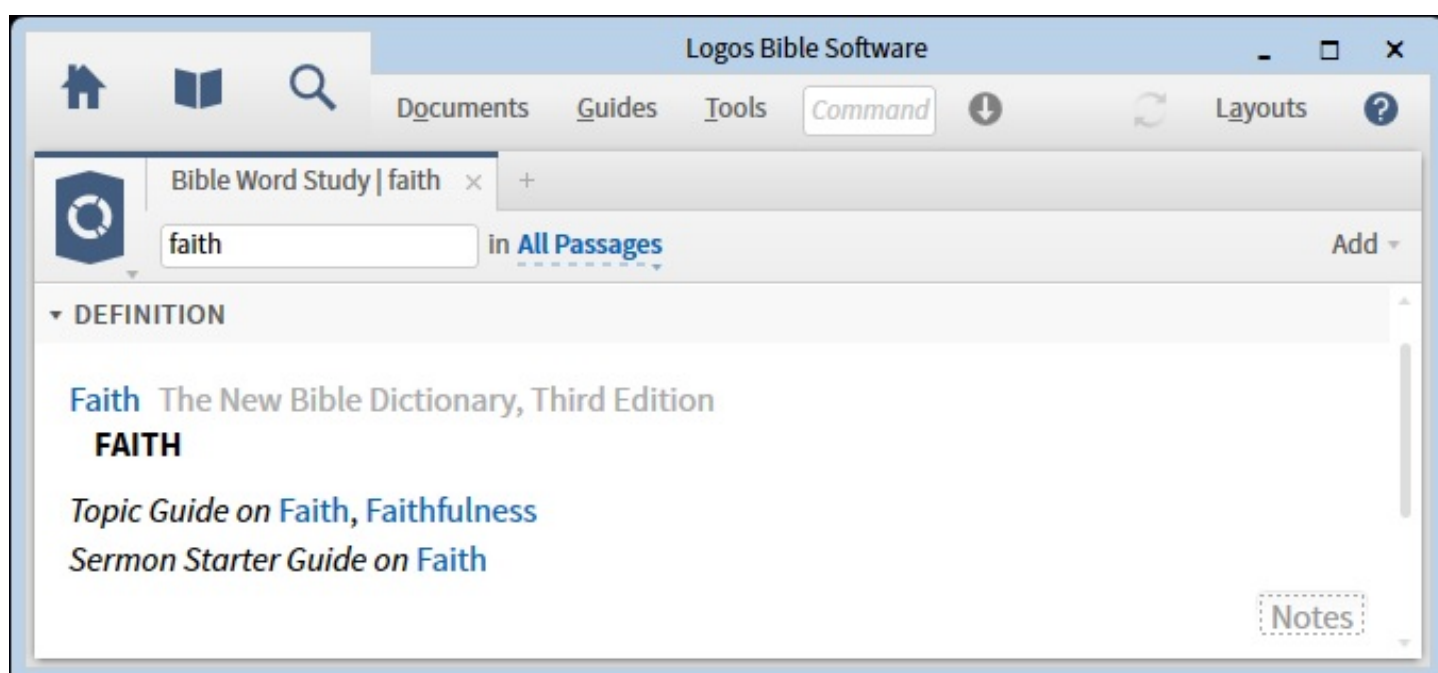 Logos Bible Software
Documents Guides Tools Command Layouts
Bible Word Study | faith
faith in All Passages Add
DEFINITION
Faith The New Bible Dictionary, Third Edition
FAITH
Topic Guide on Faith, Faithfulness
Sermon Starter Guide on Faith
Notes